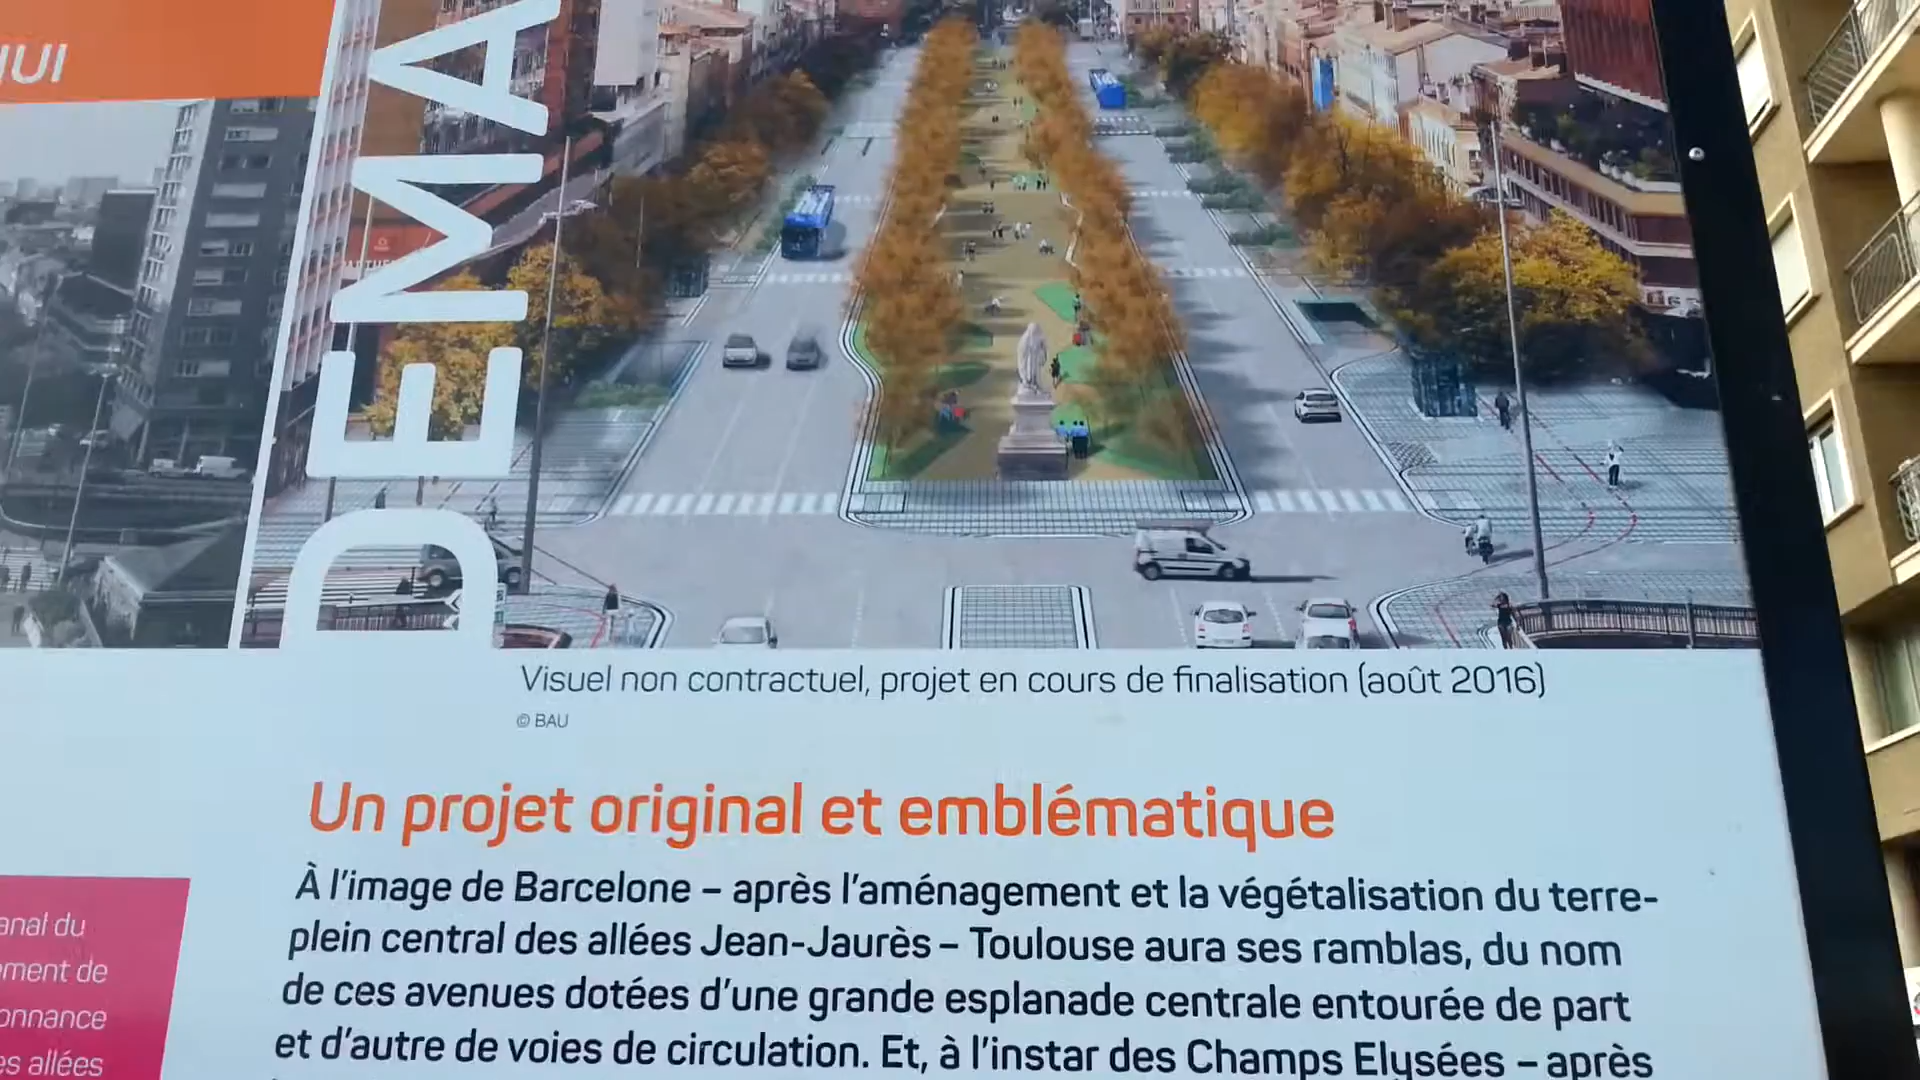 DEMA
Visuel non contractuel, projet en cours de finalisation (août 2016)
© BAU
Un projet original et emblématique
À l'image de Barcelone – après l'aménagement et la végétalisation du terre-
plein central des allées Jean-Jaurès – Toulouse aura ses ramblas, du nom
de ces avenues dotées d'une grande esplanade centrale entourée de part
et d'autre de voies de circulation. Et, à l'instar des Champs Elysées – après
anal du
ement de
onnance
es allées